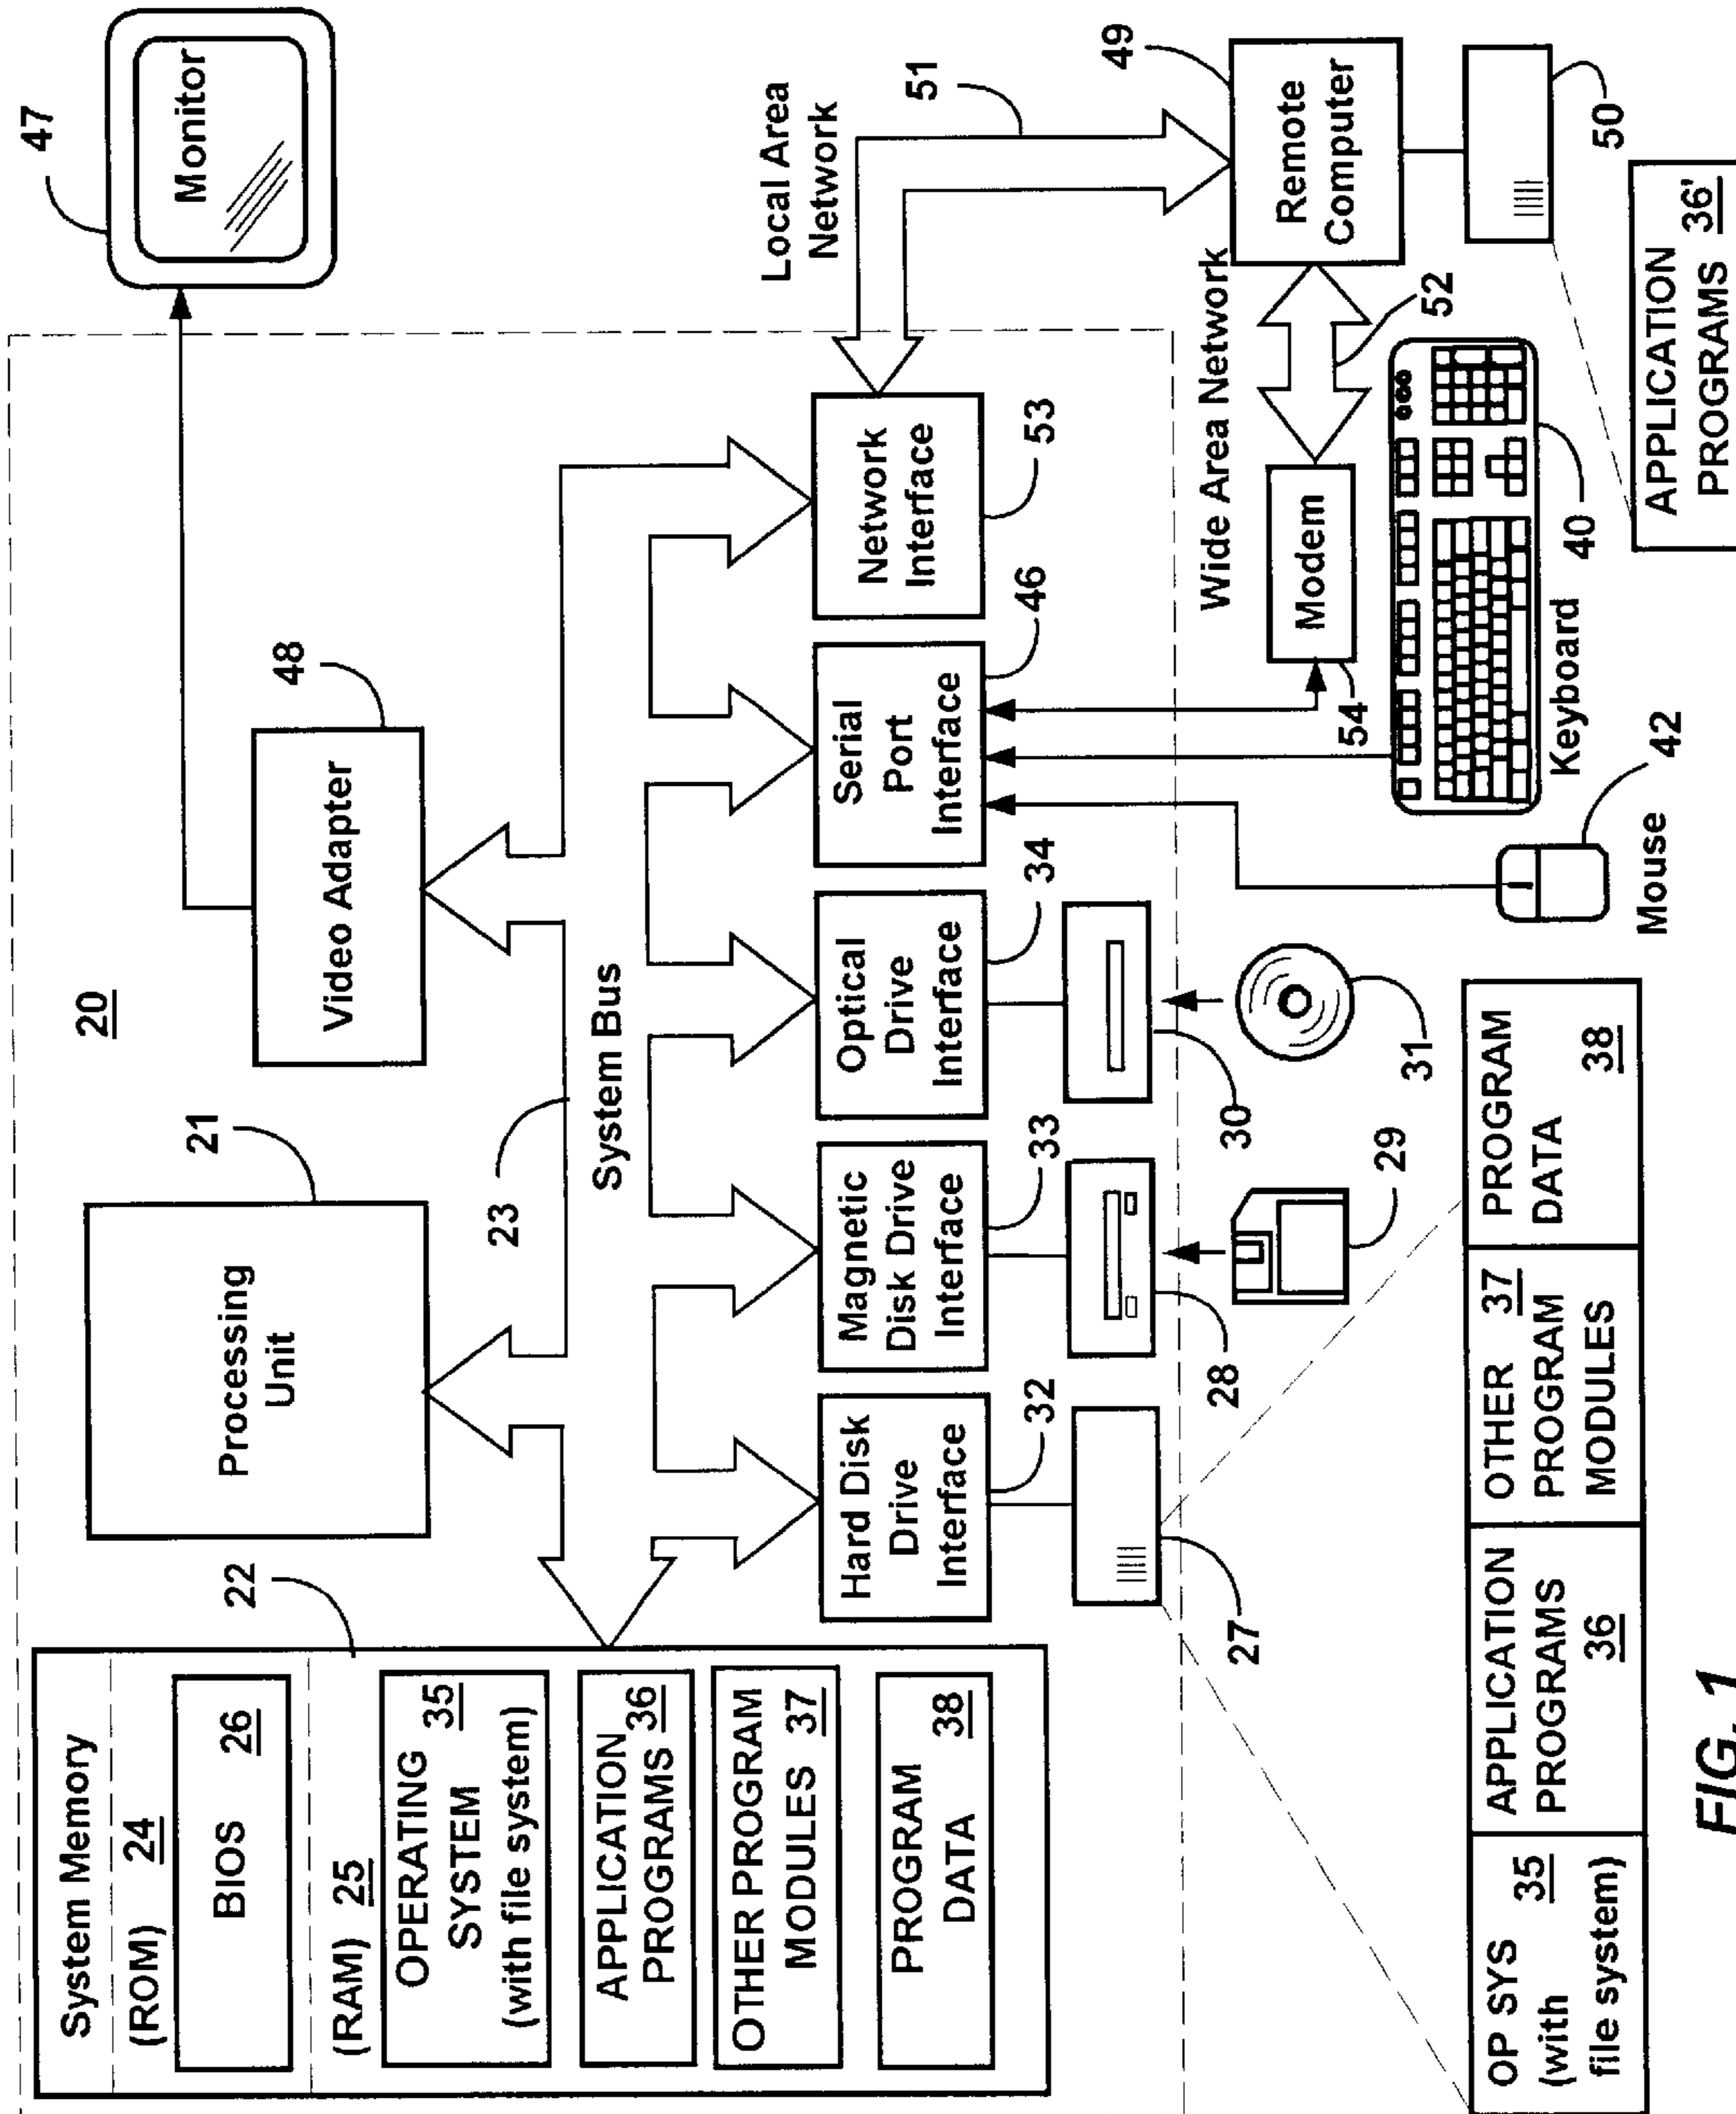 20
System Memory
(ROM) 24
BIOS 26
(RAM) 25
OPERATING
SYSTEM 35
(with file system)
APPLICATION
PROGRAMS 36
OTHER PROGRAM
MODULES 37
PROGRAM
DATA 38
22
Processing
Unit
21
Video Adapter
48
47
Monitor
23
System Bus
Hard Disk
Drive
Interface
32
Magnetic
Disk Drive
Interface
33
Optical
Drive
Interface
34
Serial
Port
Interface
46
Network
Interface
53
Local Area
Network
51
27
28
29
30
31
Wide Area Network
52
Modem
54
Remote
Computer
49
50
Keyboard
40
Mouse
42
OP SYS 35
(with
file system)
APPLICATION
PROGRAMS
36
OTHER 37
PROGRAM
MODULES
PROGRAM
DATA
38
APPLICATION
PROGRAMS 36'
FIG. 1